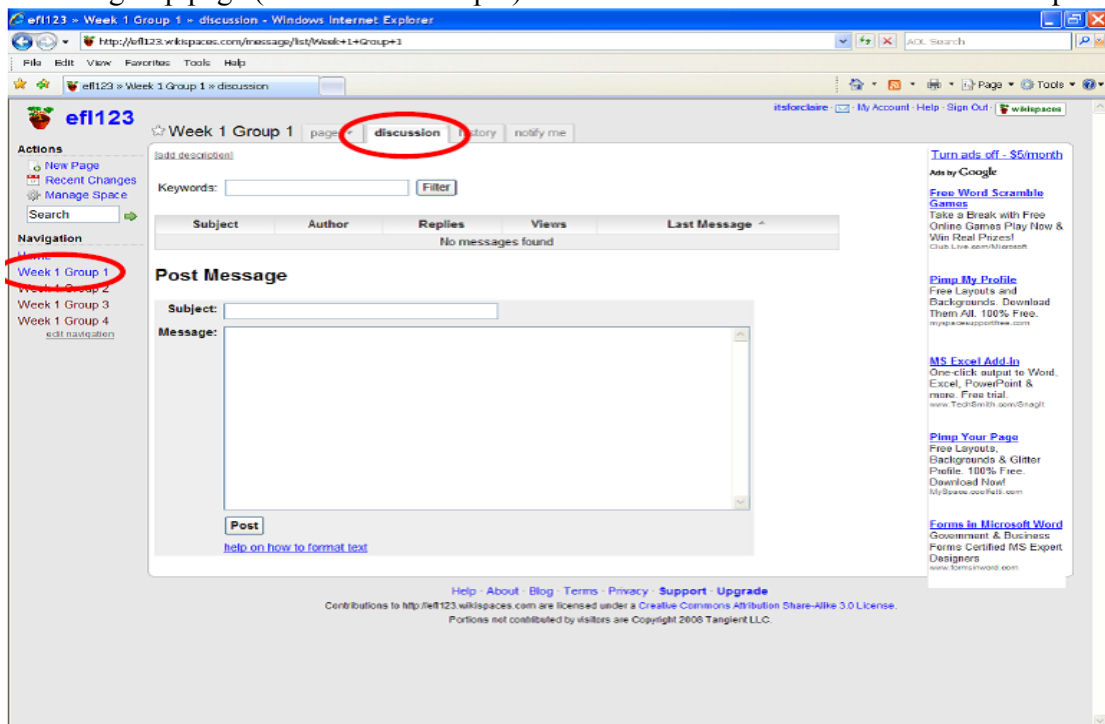 efl123 » Week 1 Group 1 » discussion - Windows Internet Explorer
http://efl123.wikispaces.com/message/list/Week+1+Group+1
AOL Search
File Edit View Favorites Tools Help
efl123 » Week 1 Group 1 » discussion
Page Tools
efl123
itsforclaire · My Account · Help · Sign Out · wikispaces
Week 1 Group 1 page discussion history notify me
Actions
New Page
Recent Changes
Manage Space
Search
Navigation
Home
Week 1 Group 1
Week 1 Group 2
Week 1 Group 3
Week 1 Group 4
edit navigation
[add description]
Keywords: Filter
Subject Author Replies Views Last Message
No messages found
Post Message
Subject:
Message:
Post
help on how to format text
Turn ads off - $5/month
Ads by Google
Free Word Scramble
Games
Take a Break with Free
Online Games Play Now &
Win Real Prizes!
Club.Live.com/Microsoft
Pimp My Profile
Free Layouts and
Backgrounds. Download
Them All. 100% Free.
myspacesupportfree.com
MS Excel Add-In
One-click output to Word,
Excel, PowerPoint &
more. Free trial.
www.TechSmith.com/SnagIt
Pimp Your Page
Free Layouts,
Backgrounds & Glitter
Profile. 100% Free.
Download Now!
Forms in Microsoft Word
Government & Business
Forms Certified MS Expert
Designers
www.formsinword.com
Help · About · Blog · Terms · Privacy · Support · Upgrade
Contributions to http://efl123.wikispaces.com are licensed under a Creative Commons Attribution Share-Alike 3.0 License.
Portions not contributed by visitors are Copyright 2008 Tangient LLC.